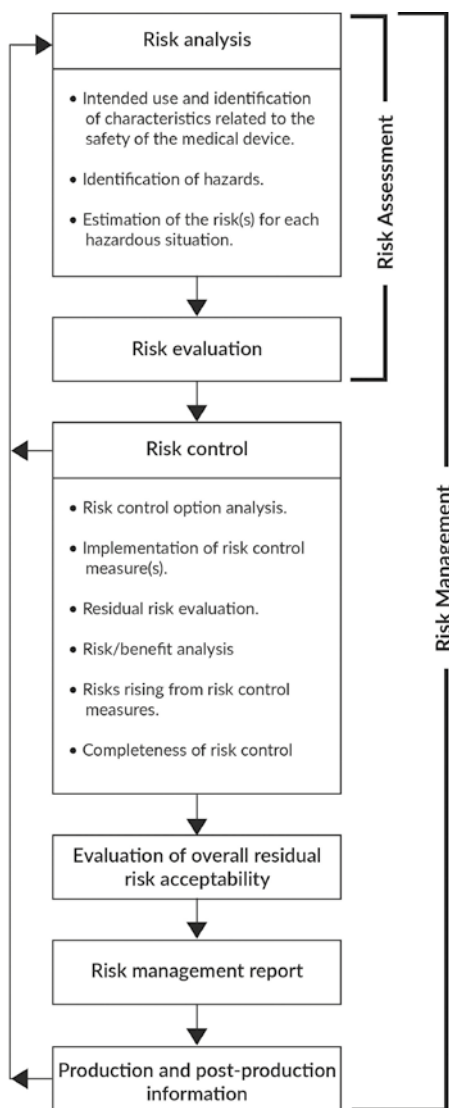 Risk analysis
• Intended use and identification
of characteristics related to the
safety of the medical device.
• Identification of hazards.
• Estimation of the risk(s) for each
hazardous situation.
Risk evaluation
Risk Assessment
Risk control
• Risk control option analysis.
• Implementation of risk control
measure(s).
• Residual risk evaluation.
• Risk/benefit analysis
• Risks rising from risk control
measures.
• Completeness of risk control
Risk Management
Evaluation of overall residual
risk acceptability
Risk management report
Production and post-production
information